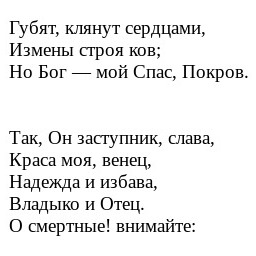 Губят, клянут сердцами,
Измены строя ков;
Но Бог — мой Спас, Покров.
Так, Он заступник, слава,
Краса моя, венец,
Надежда и избава,
Владыко и Отец.
О смертные! внимайте: